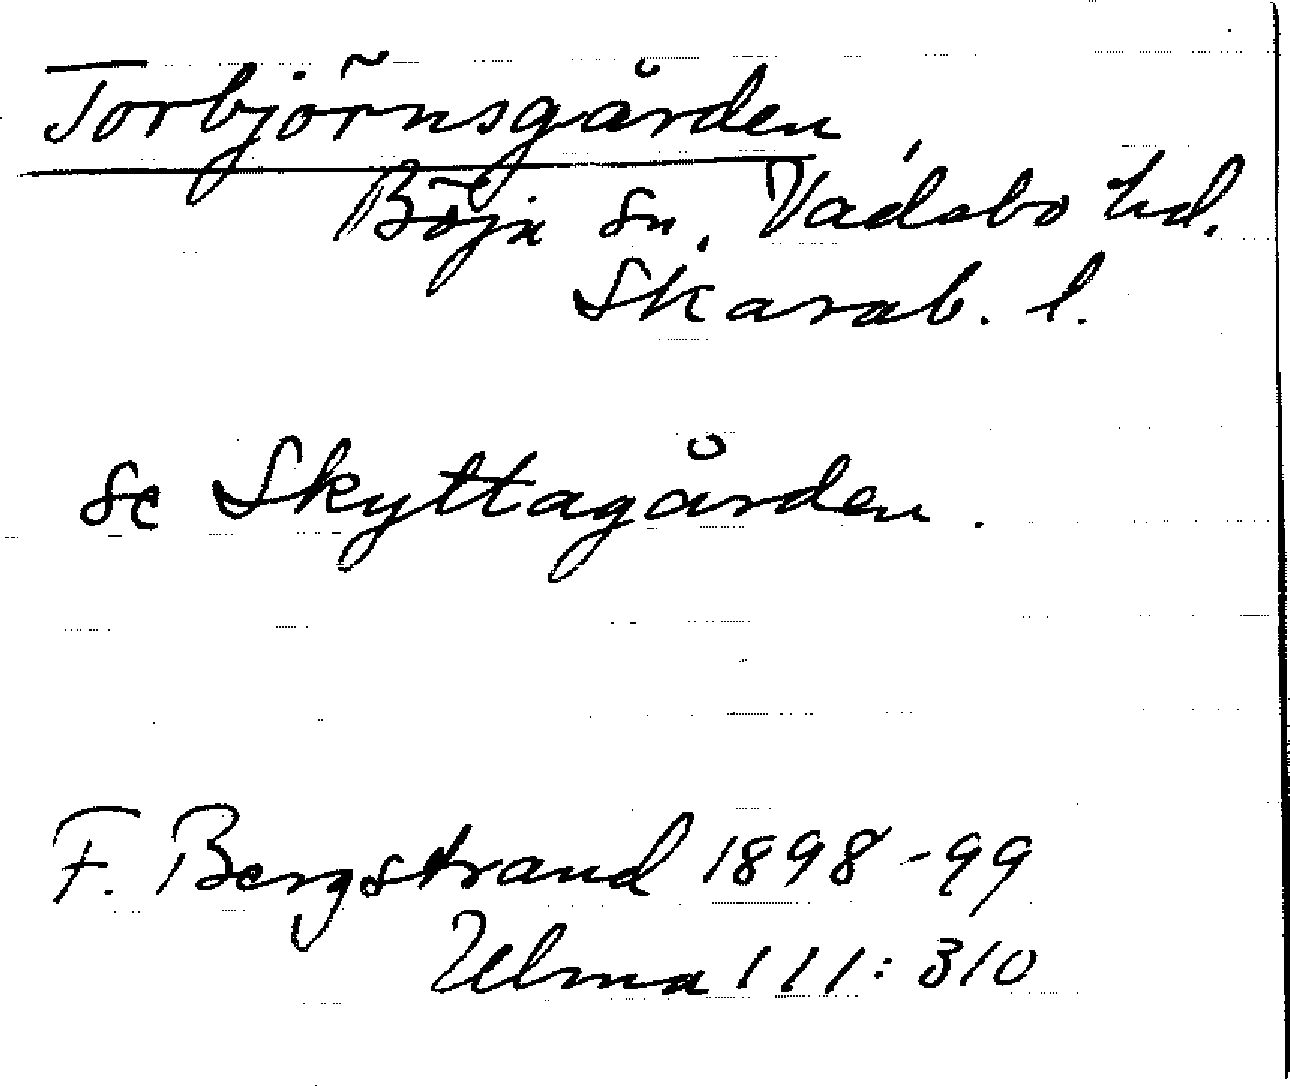 Torbjörnsgården
Böja sn. Vadsbo hd.
Skarab. l.
se Skyttagården.
F. Bergstrand 1898-99
Ulma 111:310